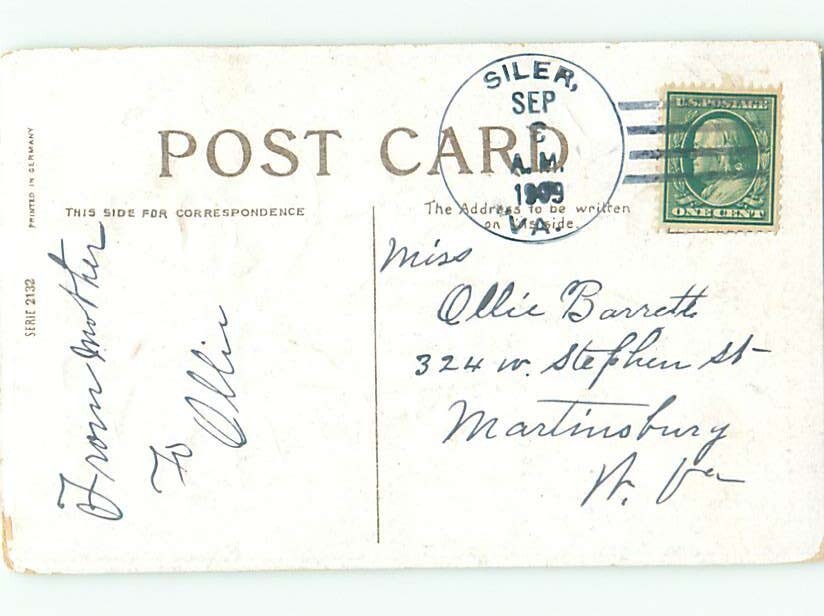 POST CARD
SILER,
SEP
A.M.
1909
VA.
U.S. POSTAGE
ONE CENT
PRINTED IN GERMANY
SERIE 2132
THIS SIDE FOR CORRESPONDENCE
The Address to be written
on this side.
From Mother
To Ollie
Miss
Ollie Barrett
324 W. Stephen St
Martinsburg
W. Va